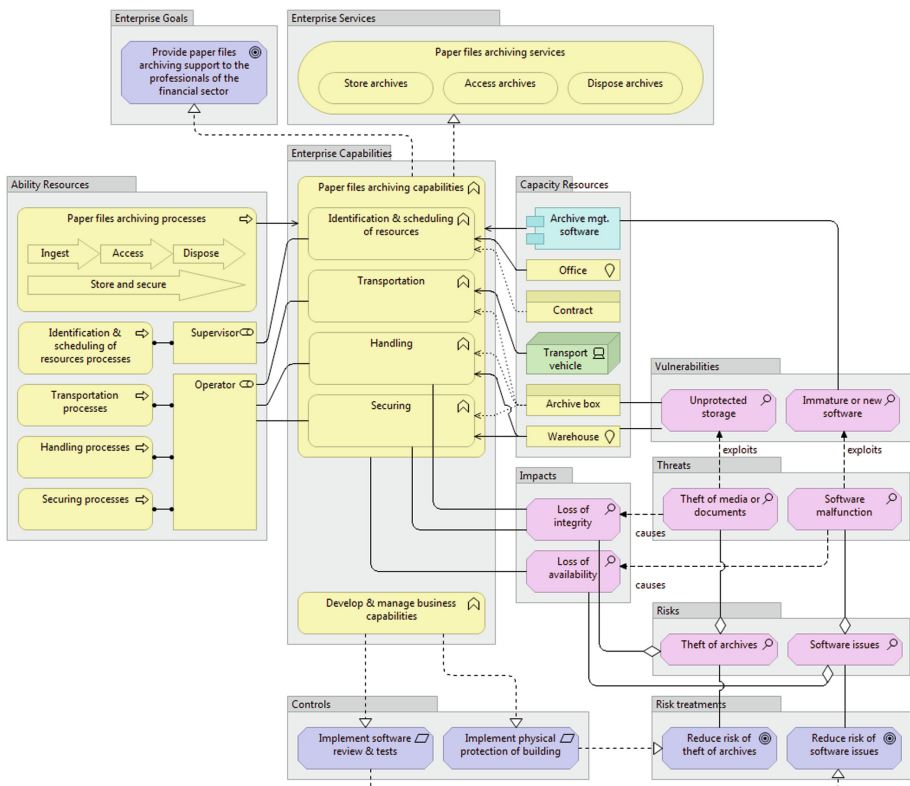 Enterprise Goals
Provide paper files
archiving support to the
professionals of the
financial sector
Enterprise Services
Paper files archiving services
Store archives
Access archives
Dispose archives
Enterprise Capabilities
Paper files archiving capabilities
Identification & scheduling
of resources
Transportation
Handling
Securing
Develop & manage business
capabilities
Ability Resources
Paper files archiving processes
Ingest
Access
Dispose
Store and secure
Identification &
scheduling of
resources processes
Supervisor
Transportation
processes
Operator
Handling processes
Securing processes
Capacity Resources
Archive mgt.
software
Office
Contract
Transport
vehicle
Archive box
Warehouse
Vulnerabilities
Unprotected
storage
Immature or new
software
exploits
exploits
Threats
Theft of media or
documents
Software
malfunction
causes
causes
Impacts
Loss of
integrity
Loss of
availability
Risks
Theft of archives
Software issues
Controls
Implement software
review & tests
Implement physical
protection of building
Risk treatments
Reduce risk of
theft of archives
Reduce risk of
software issues